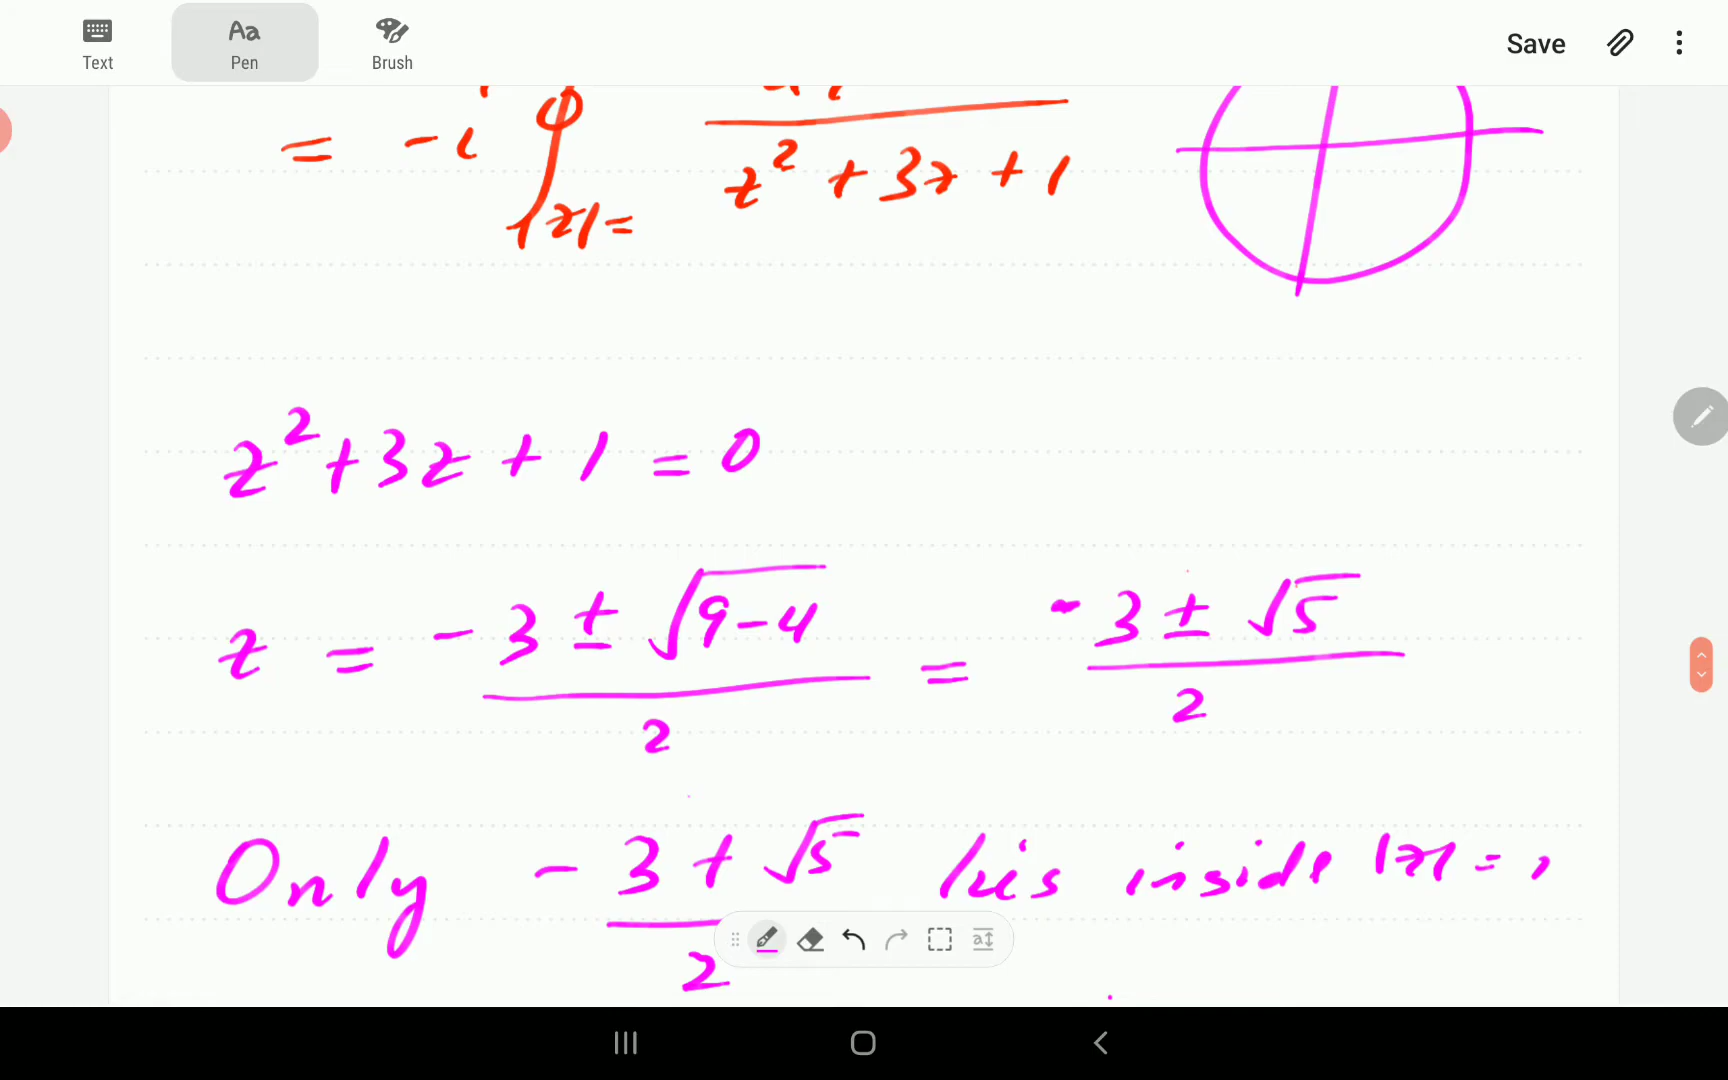 Text Pen Brush Save
= -i ∮
z² + 3z + 1
|z|=
z² + 3z + 1 = 0
z = -3 ± √9-4 / 2 = -3 ± √5 / 2
Only -3 + √5 / 2 lies inside |z| = 1